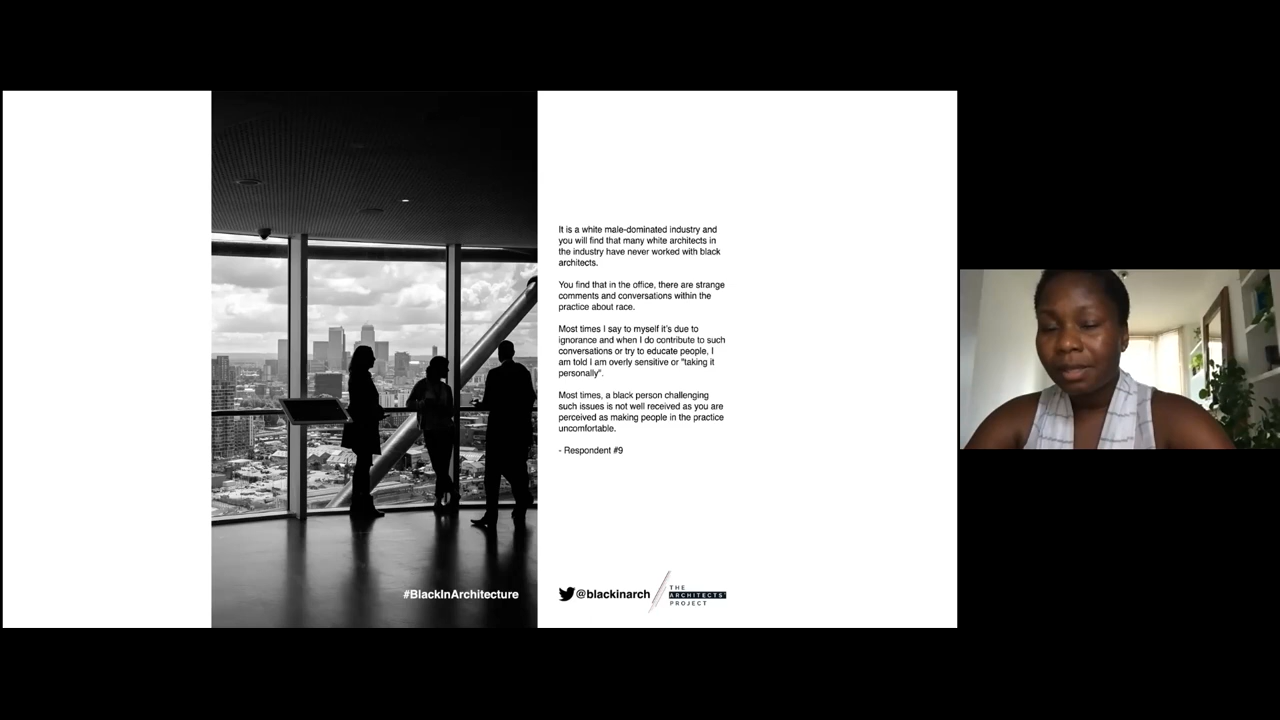 It is a white male-dominated industry and
you will find that many white architects in
the industry have never worked with black
architects.
You find that in the office, there are strange
comments and conversations within the
practice about race.
Most times I say to myself it's due to
ignorance and when I do contribute to such
conversations or try to educate people, I
am told I am overly sensitive or "taking it
personally".
Most times, a black person challenging
such issues is not well received as you are
perceived as making people in the practice
uncomfortable.
- Respondent #9
#BlackInArchitecture
@blackinarch
THE
ARCHITECTS'
PROJECT